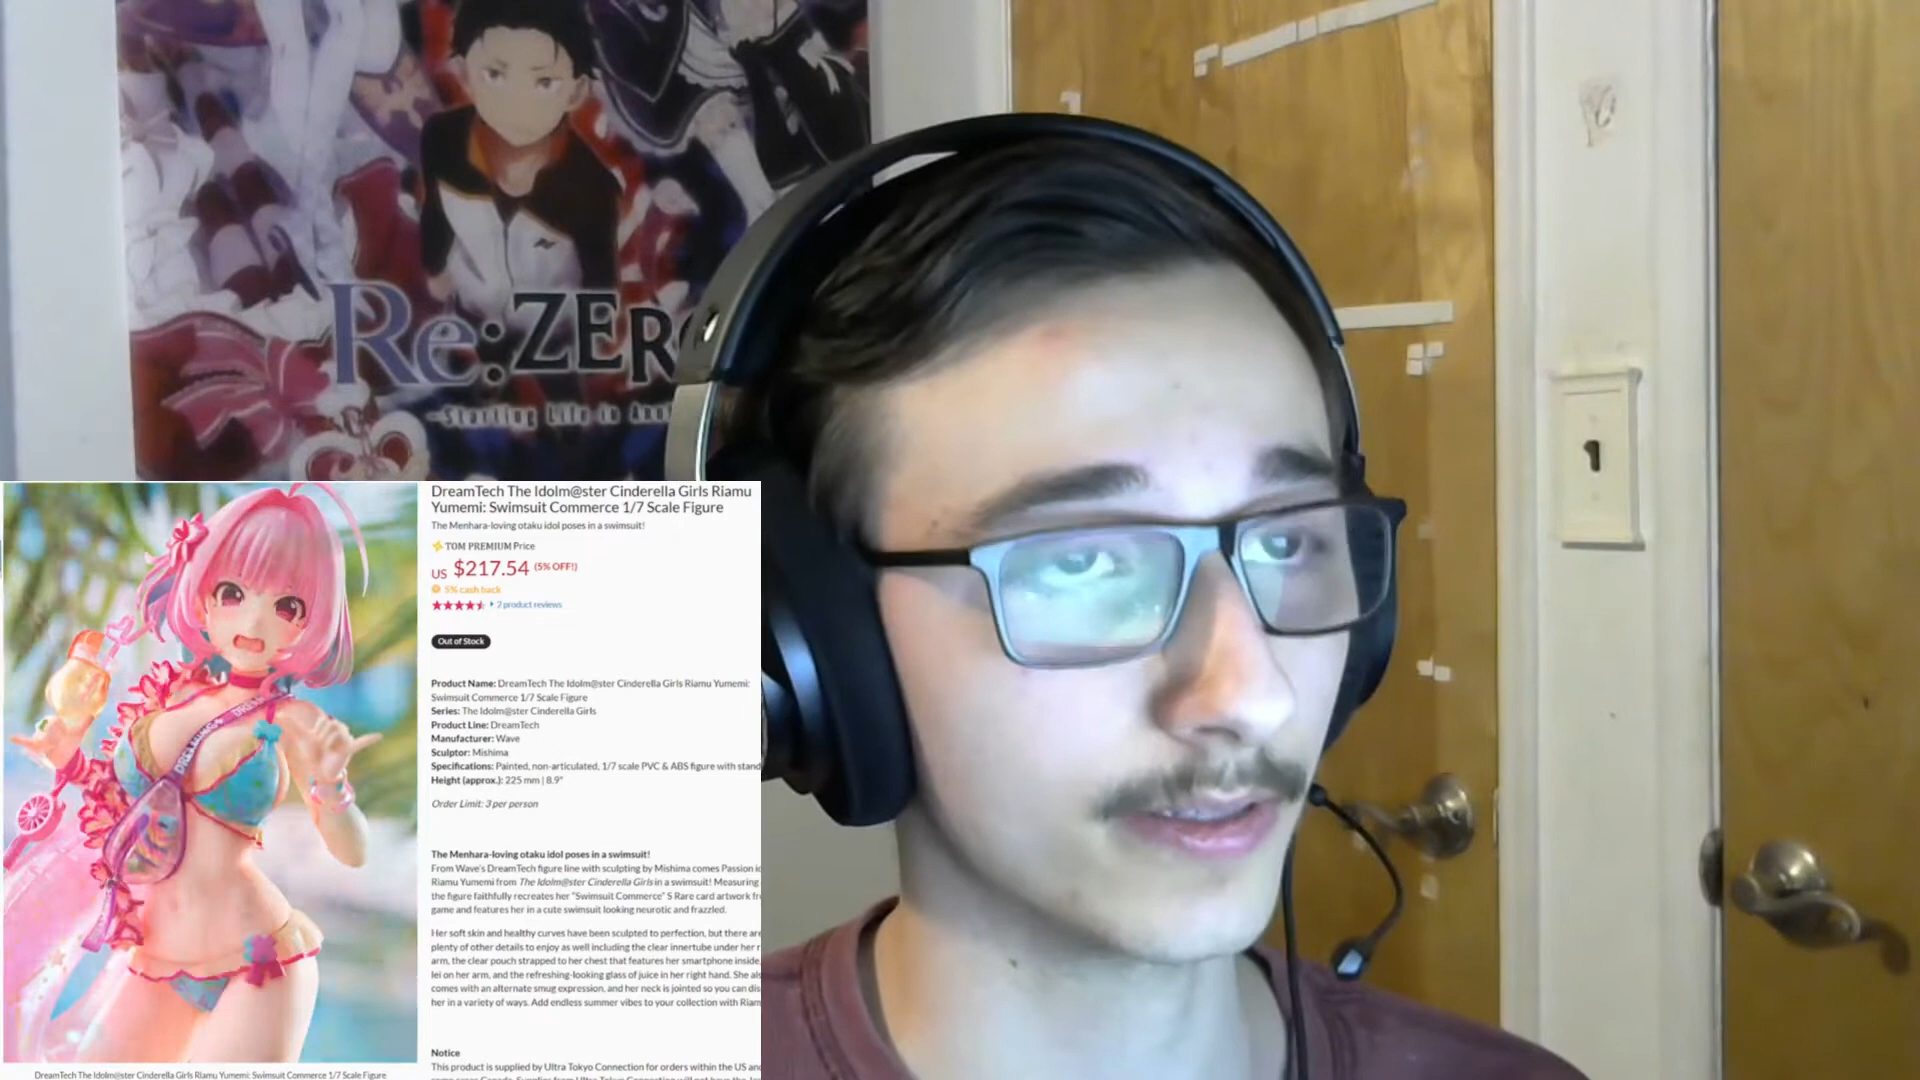 Re:ZERO
~Starting Life in
DreamTech The Idolm@ster Cinderella Girls Riamu
Yumemi: Swimsuit Commerce 1/7 Scale Figure
The Menhara-loving otaku idol poses in a swimsuit!
TOM PREMIUM Price
US $217.54 (5% OFF!)
5% cash back
2 product reviews
Out of Stock
Product Name: DreamTech The Idolm@ster Cinderella Girls Riamu Yumemi:
Swimsuit Commerce 1/7 Scale Figure
Series: The Idolm@ster Cinderella Girls
Product Line: DreamTech
Manufacturer: Wave
Sculptor: Mishima
Specifications: Painted, non-articulated, 1/7 scale PVC & ABS figure with stand
Height (approx.): 225 mm | 8.9"
Order Limit: 3 per person
The Menhara-loving otaku idol poses in a swimsuit!
From Wave's DreamTech figure line with sculpting by Mishima comes Passion
Riamu Yumemi from The Idolm@ster Cinderella Girls in a swimsuit! Measuring
the figure faithfully recreates her "Swimsuit Commerce" S Rare card artwork
game and features her in a cute swimsuit looking neurotic and frazzled.
Her soft skin and healthy curves have been sculpted to perfection, but there are
plenty of other details to enjoy as well including the clear innertube under her
arm, the clear pouch strapped to her chest that features her smartphone inside,
lei on her arm, and the refreshing-looking glass of juice in her right hand. She
comes with an alternate smug expression, and her neck is jointed so you can
her in a variety of ways. Add endless summer vibes to your collection with
Notice
This product is supplied by Ultra Tokyo Connection for orders within the US
DreamTech The Idolm@ster Cinderella Girls Riamu Yumemi: Swimsuit Commerce 1/7 Scale Figure